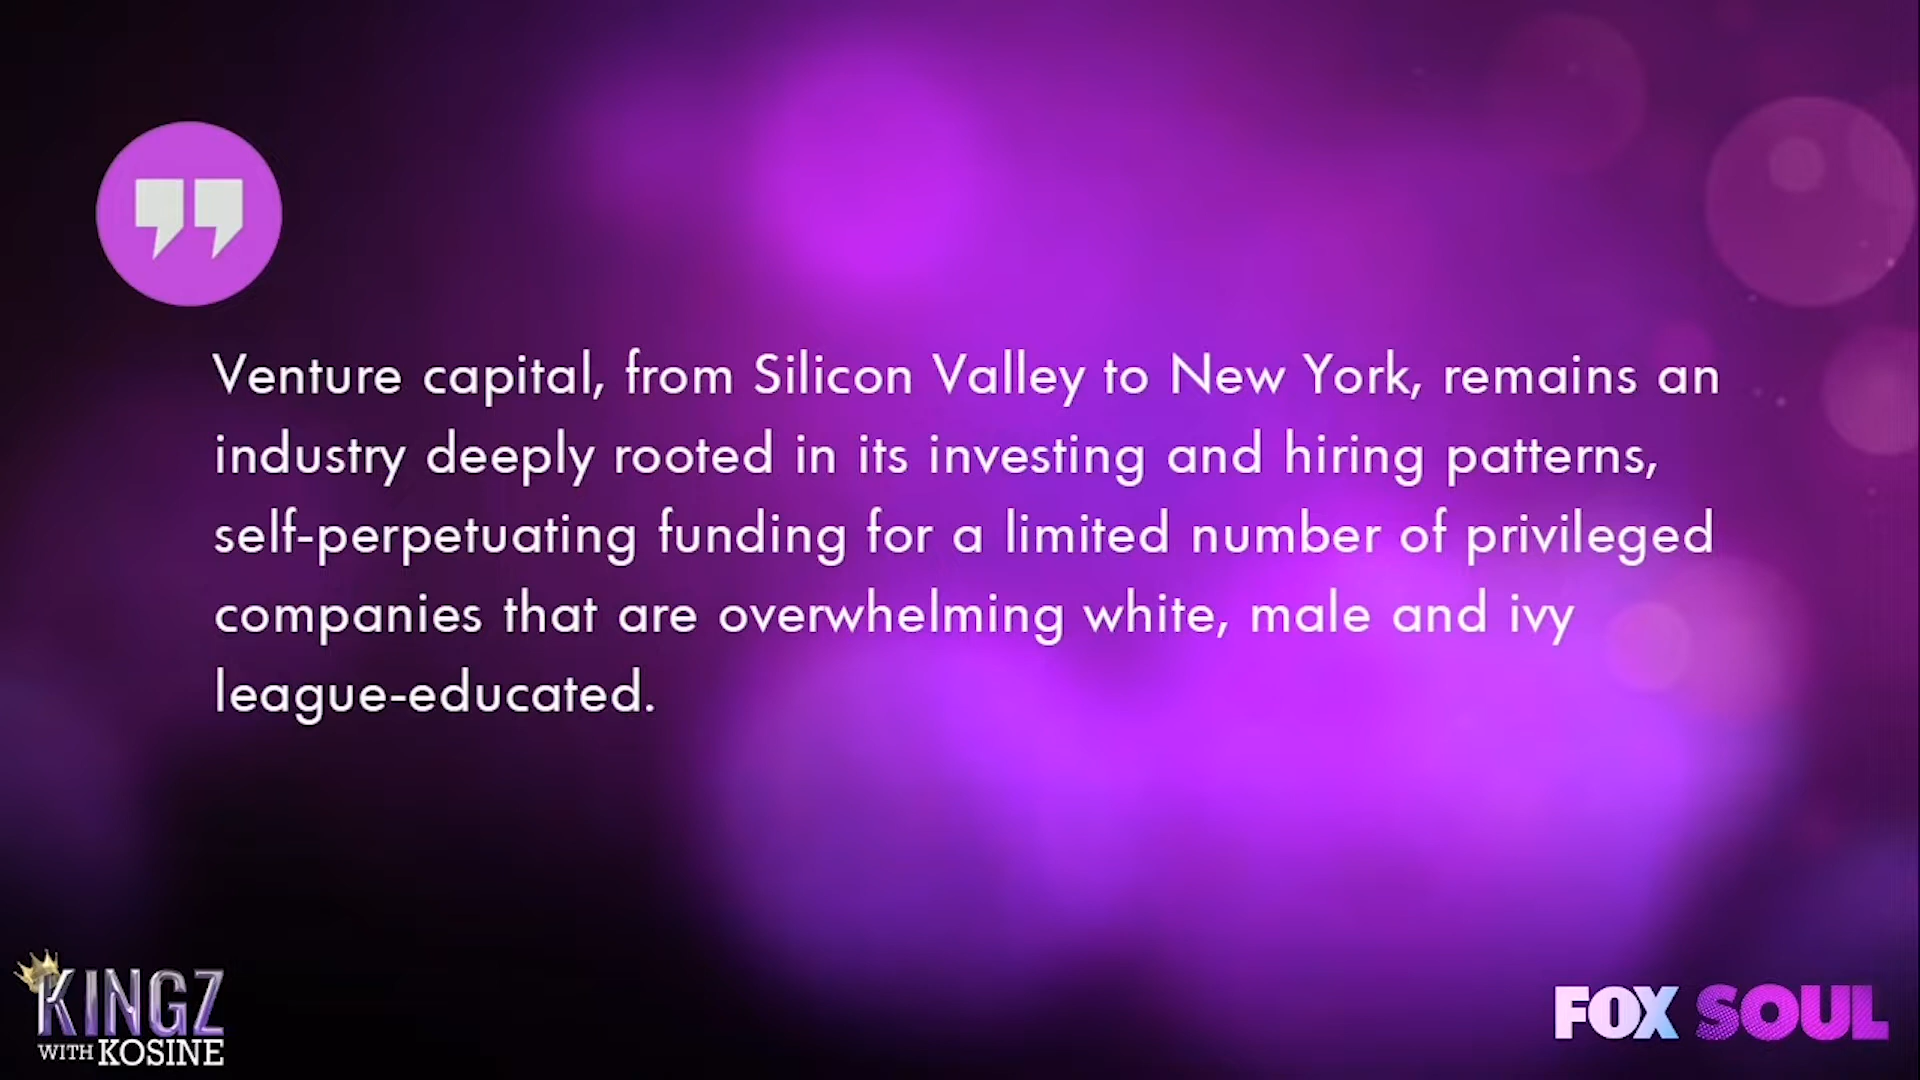 Venture capital, from Silicon Valley to New York, remains an
industry deeply rooted in its investing and hiring patterns,
self-perpetuating funding for a limited number of privileged
companies that are overwhelming white, male and ivy
league-educated.
KINGZ
WITH KOSINE
FOX SOUL